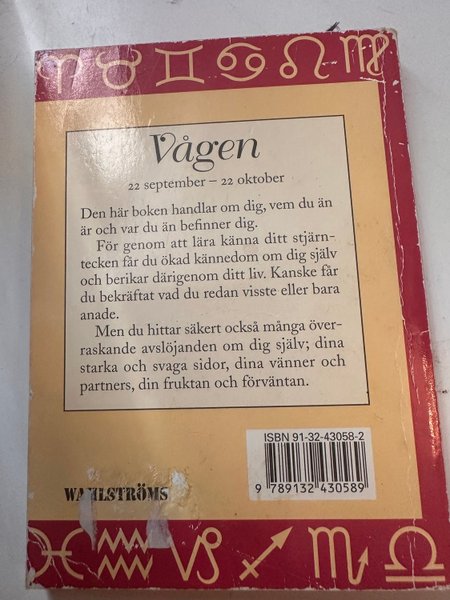 Vågen
22 september – 22 oktober
Den här boken handlar om dig, vem du än
är och var du än befinner dig.
För genom att lära känna ditt stjärn-
tecken får du ökad kännedom om dig själv
och berikar därigenom ditt liv. Kanske får
du bekräftat vad du redan visste eller bara
anade.
Men du hittar säkert också många över-
raskande avslöjanden om dig själv; dina
starka och svaga sidor, dina vänner och
partners, din fruktan och förväntan.
ISBN 91-32-43058-2
9 789132 430589
WAHLSTRÖMS